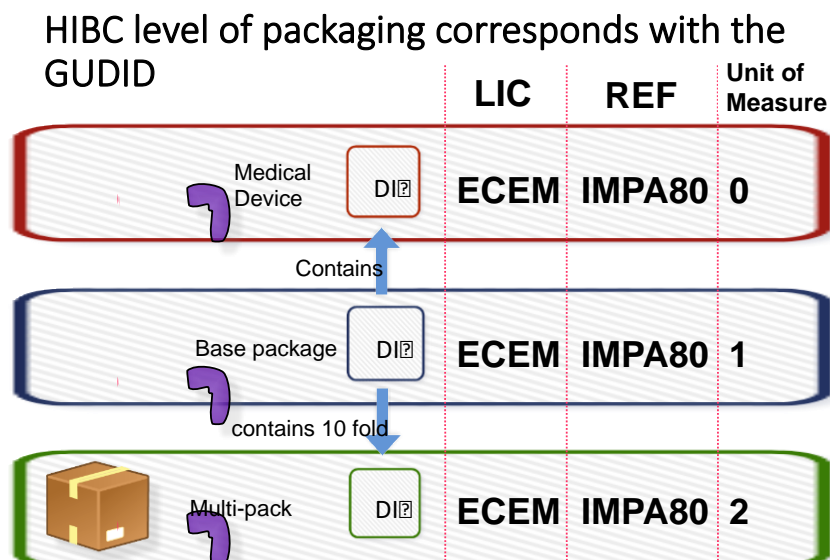 HIBC level of packaging corresponds with the
GUDID
LIC
REF
Unit of
Measure
Medical
Device
DI
ECEM
IMPA80
0
Contains
Base package
DI
ECEM
IMPA80
1
contains 10 fold
Multi-pack
DI
ECEM
IMPA80
2